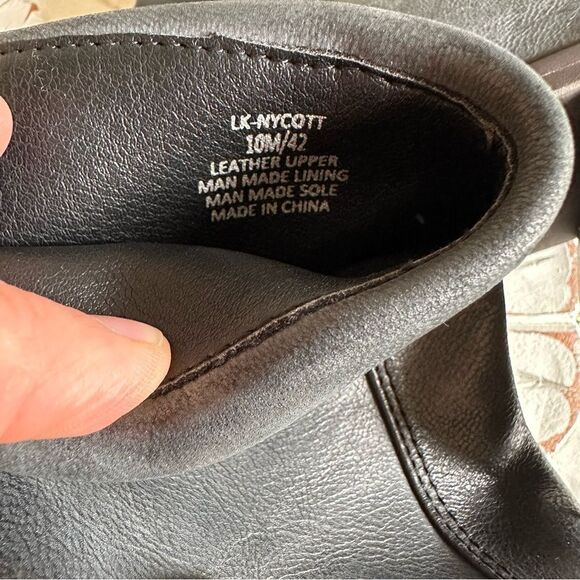 LK-NYCOTT
10M/42
LEATHER UPPER
MAN MADE LINING
MAN MADE SOLE
MADE IN CHINA